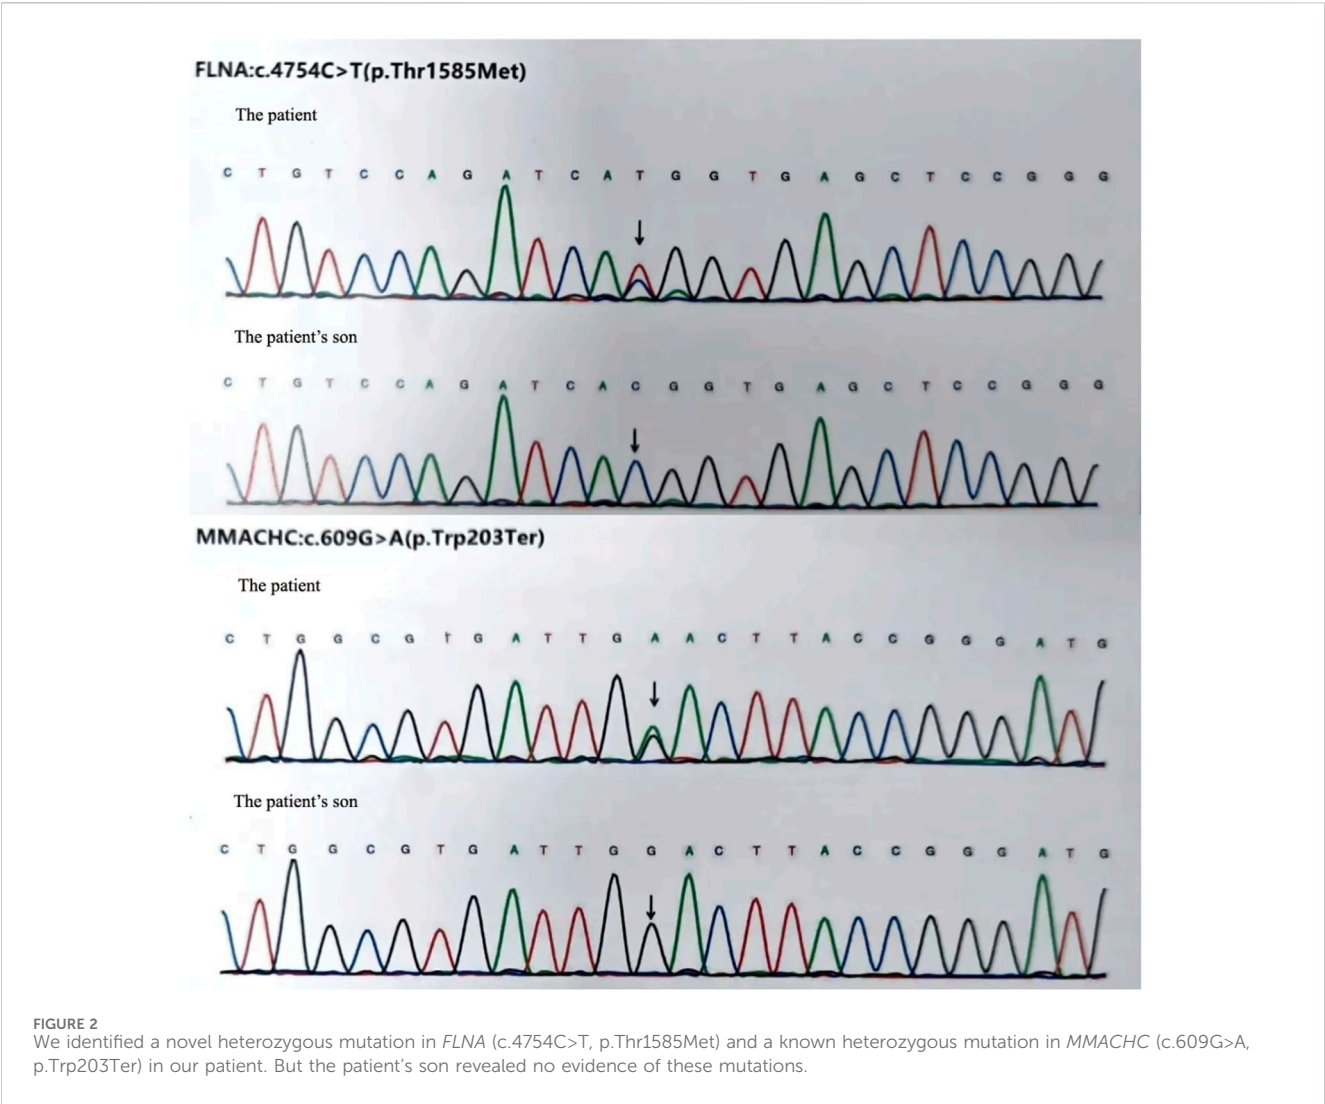 FLNA:c.4754C>T(p.Thr1585Met)
The patient
C T G T C C A G A T C A T G G T G A G C T C C G G G
The patient’s son
C T G T C C A G A T C A C G G T G A G C T C C G G G
MMACHC:c.609G>A(p.Trp203Ter)
The patient
C T G G C G T G A T T G A A C T T A C C G G G A T G
The patient’s son
C T G G C G T G A T T G G A C T T A C C G G G A T G
FIGURE 2
We identified a novel heterozygous mutation in FLNA (c.4754C>T, p.Thr1585Met) and a known heterozygous mutation in MMACHC (c.609G>A,
p.Trp203Ter) in our patient. But the patient’s son revealed no evidence of these mutations.